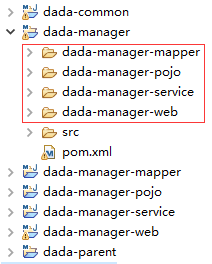 dada-common
dada-manager
dada-manager-mapper
dada-manager-pojo
dada-manager-service
dada-manager-web
src
pom.xml
dada-manager-mapper
dada-manager-pojo
dada-manager-service
dada-manager-web
dada-parent